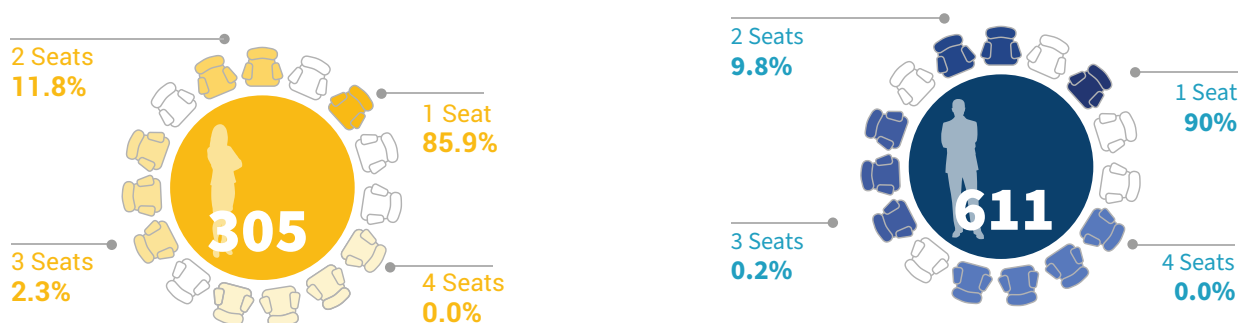 2 Seats
11.8%
1 Seat
85.9%
305
3 Seats
2.3%
4 Seats
0.0%
2 Seats
9.8%
1 Seat
90%
611
3 Seats
0.2%
4 Seats
0.0%